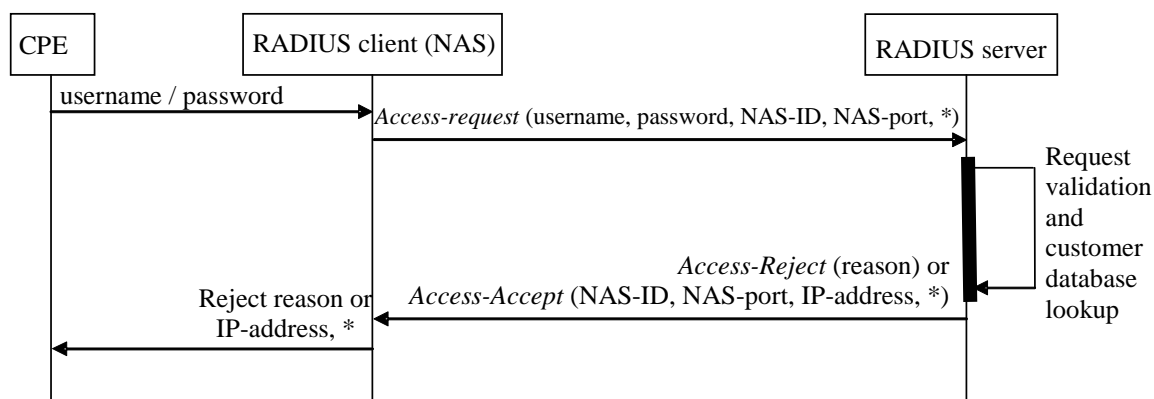 CPE
RADIUS client (NAS)
RADIUS server
username / password
Access-request (username, password, NAS-ID, NAS-port, *)
Request
validation
and
customer
database
lookup
Access-Reject (reason) or
Access-Accept (NAS-ID, NAS-port, IP-address, *)
Reject reason or
IP-address, *